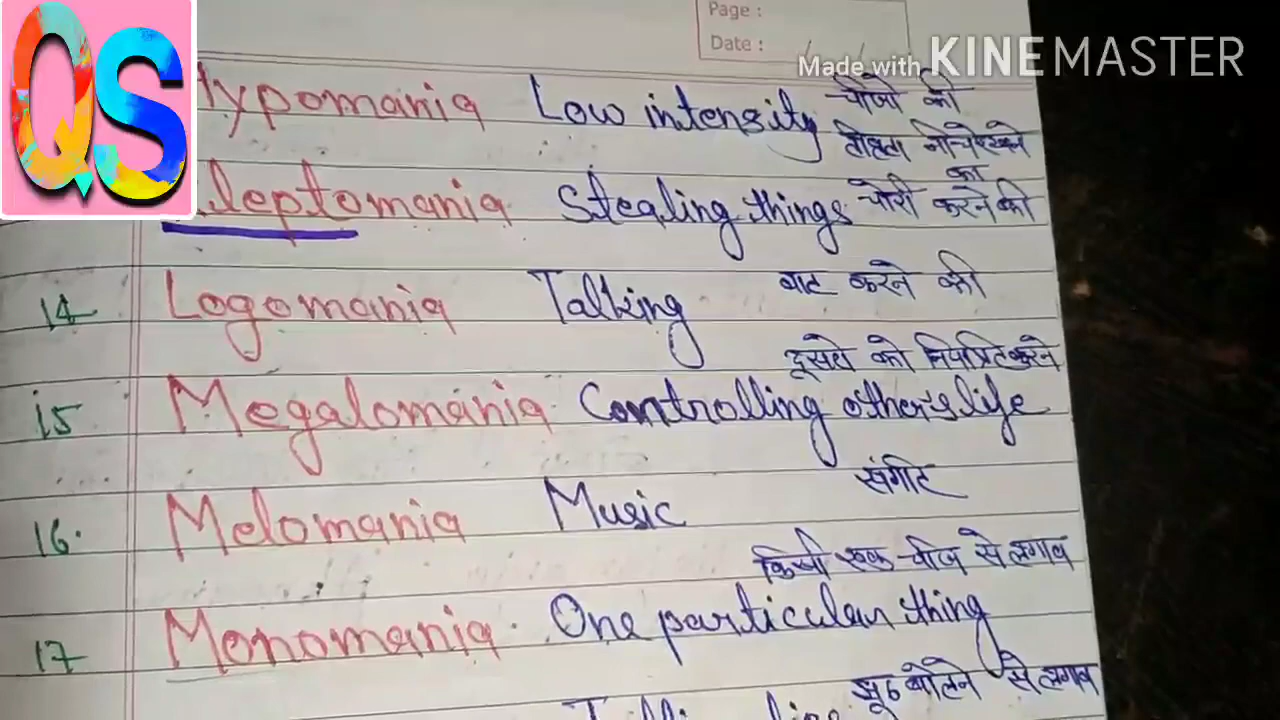 QS
Page :
Date :
Made with KINEMASTER
Hypomania Low intensity चीजो की
Kleptomania Stealing things चोरी करने की
का
14 Logomania Talking बाट करने की
दूसरो को नियंत्रित करने
15 Megalomania Controlling other's life
संगीत
16. Melomania Music
किसी एक चीज से लगाव
17 Monomania One particular thing
झूठ बोलने से लगाव